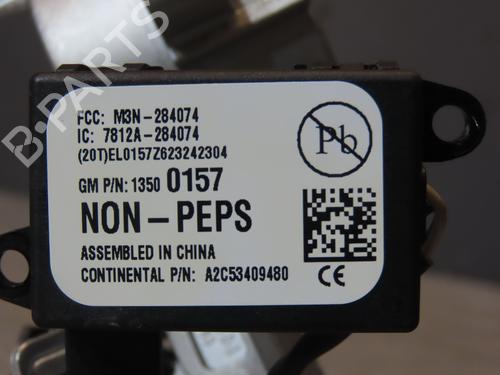 FCC: M3N-284074
IC: 7812A-284074
(20T)EL0157Z623242304
GM P/N: 1350 0157
NON-PEPS
ASSEMBLED IN CHINA
CONTINENTAL P/N: A2C53409480
Pb
CE
B-PARTS